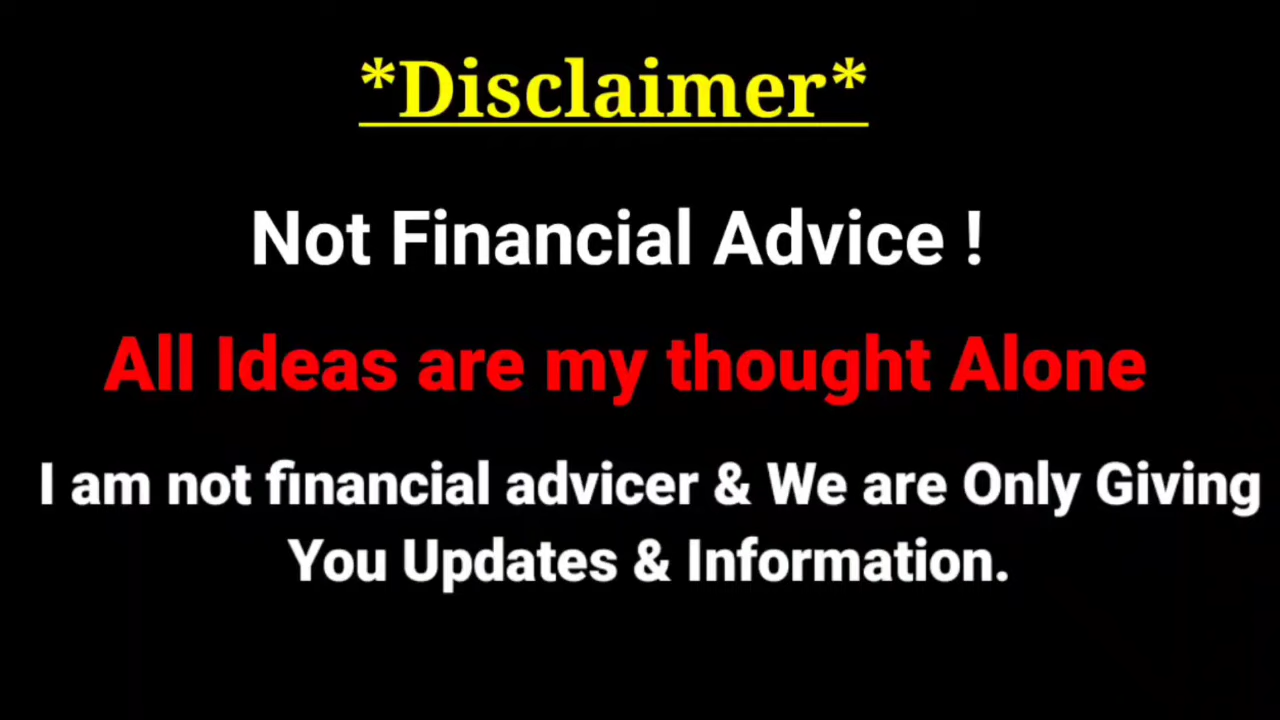 *Disclaimer*
Not Financial Advice !
All Ideas are my thought Alone
I am not financial advicer & We are Only Giving
You Updates & Information.